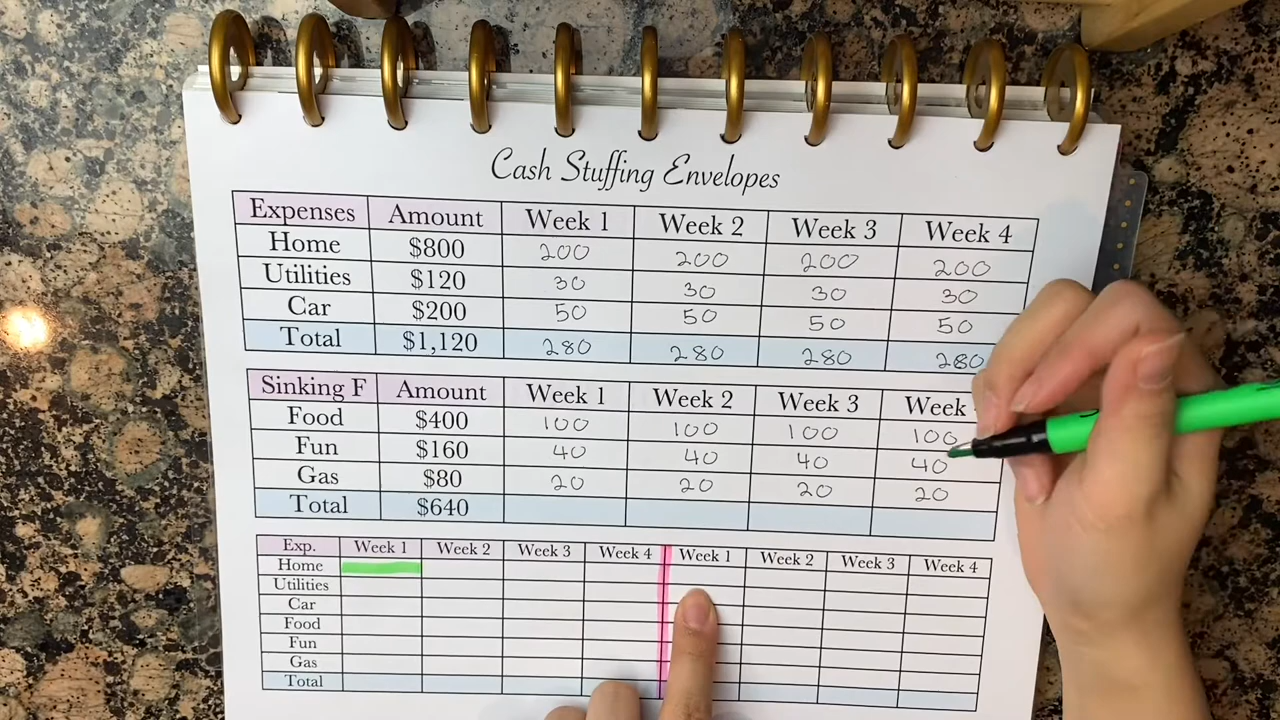 Cash Stuffing Envelopes
Expenses Amount Week 1 Week 2 Week 3 Week 4
Home $800 200 200 200 200
Utilities $120 30 30 30 30
Car $200 50 50 50 50
Total $1,120 280 280 280 280
Sinking F Amount Week 1 Week 2 Week 3 Week
Food $400 100 100 100 100
Fun $160 40 40 40 40
Gas $80 20 20 20 20
Total $640
Exp. Week 1 Week 2 Week 3 Week 4 Week 1 Week 2 Week 3 Week 4
Home
Utilities
Car
Food
Fun
Gas
Total